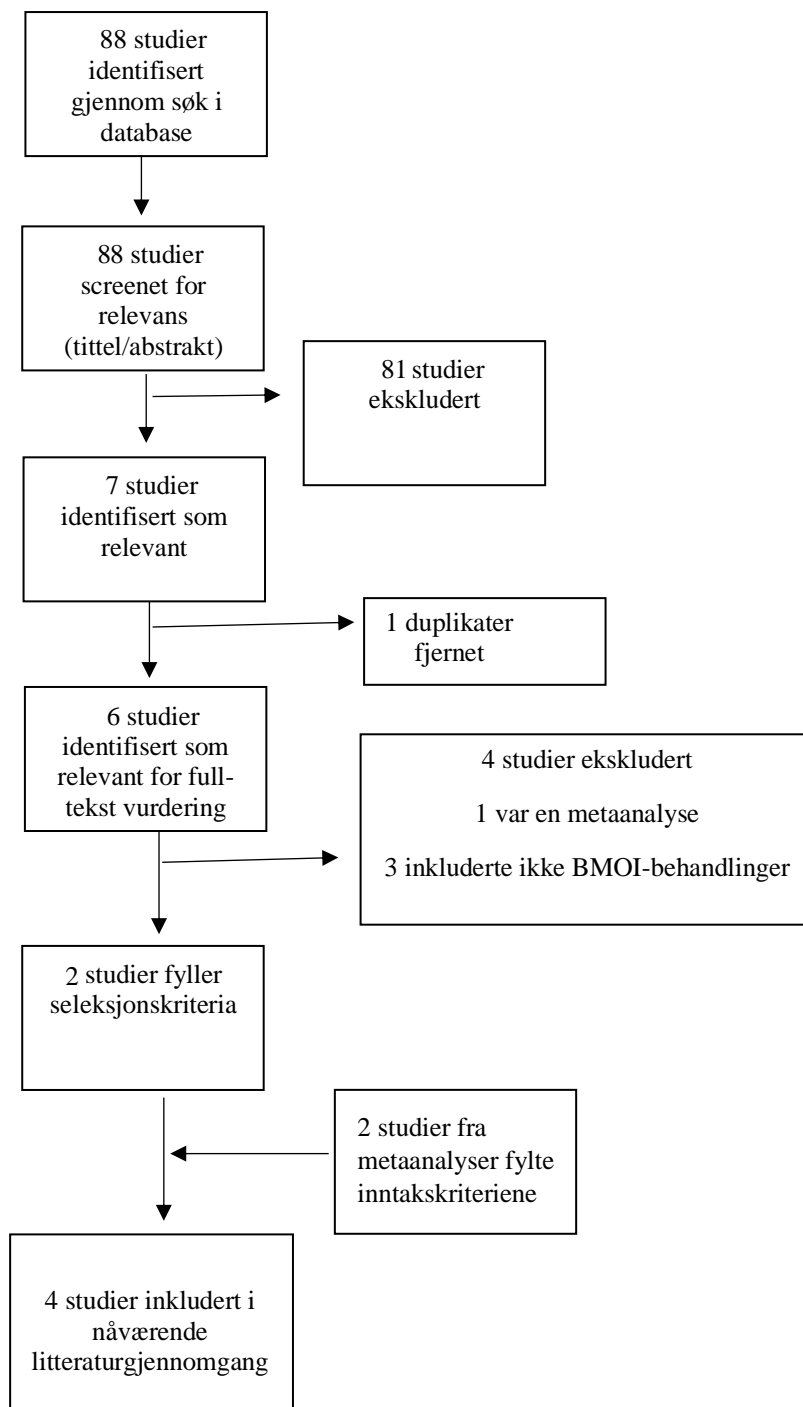 88 studier
identifisert
gjennom søk i
database
88 studier
screenet for
relevans
(tittel/abstrakt)
81 studier
ekskludert
7 studier
identifisert som
relevant
1 duplikater
fjernet
6 studier
identifisert som
relevant for full-
tekst vurdering
4 studier ekskludert
1 var en metaanalyse
3 inkluderte ikke BMOI-behandlinger
2 studier fyller
seleksjonskriteria
2 studier fra
metaanalyser fylte
inntakskriteriene
4 studier inkludert i
nåværende
litteraturgjennomgang